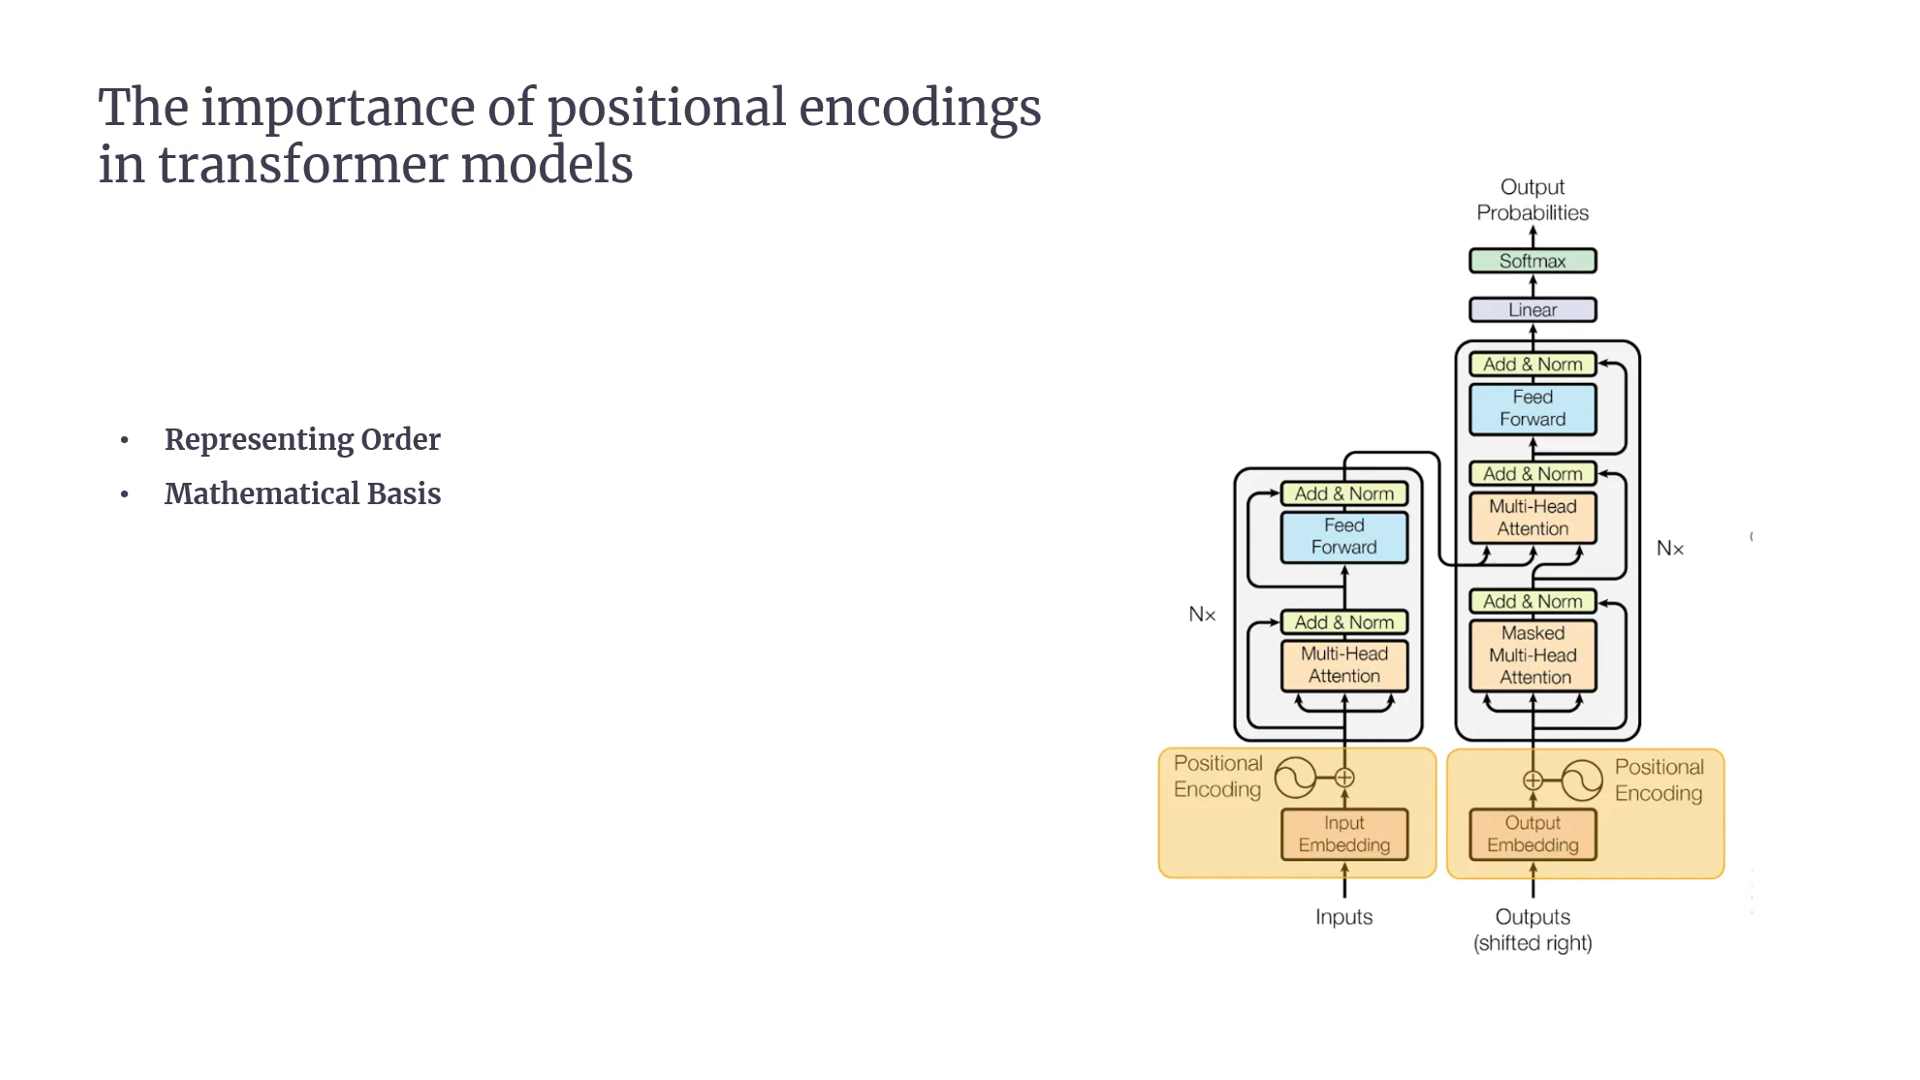 The importance of positional encodings
in transformer models
• Representing Order
• Mathematical Basis
Output
Probabilities
Softmax
Linear
Add & Norm
Feed
Forward
Add & Norm
Multi-Head
Attention
Nx
Add & Norm
Masked
Multi-Head
Attention
Add & Norm
Feed
Forward
Nx
Add & Norm
Multi-Head
Attention
Positional
Encoding
Input
Embedding
Inputs
Positional
Encoding
Output
Embedding
Outputs
(shifted right)